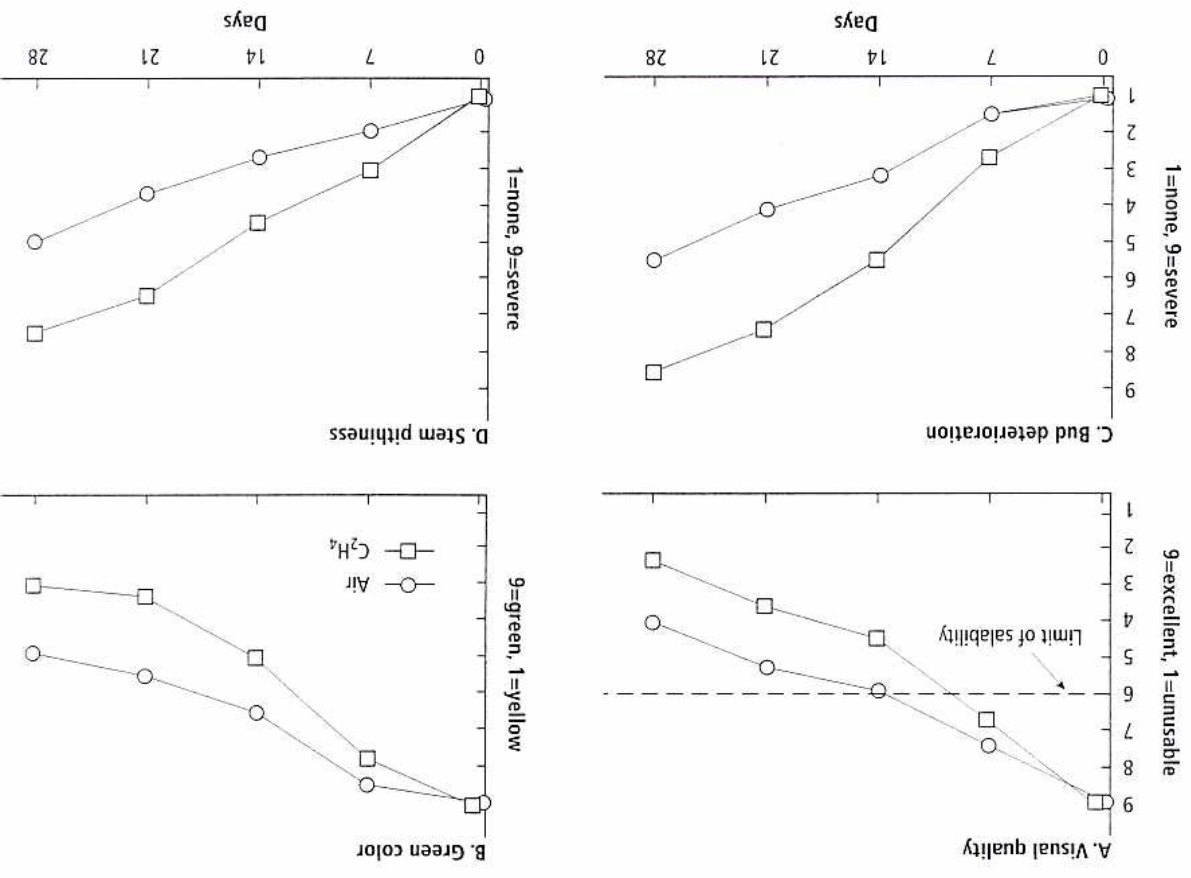 A. Visual quality
9=excellent, 1=unusable
9
8
7
6
5
4
3
2
1
Limit of salability
B. Green color
9=green, 1=yellow
Air
C₂H₄
C. Bud deterioration
1=none, 9=severe
9
8
7
6
5
4
3
2
1
0 7 14 21 28
Days
D. Stem pithiness
1=none, 9=severe
0 7 14 21 28
Days